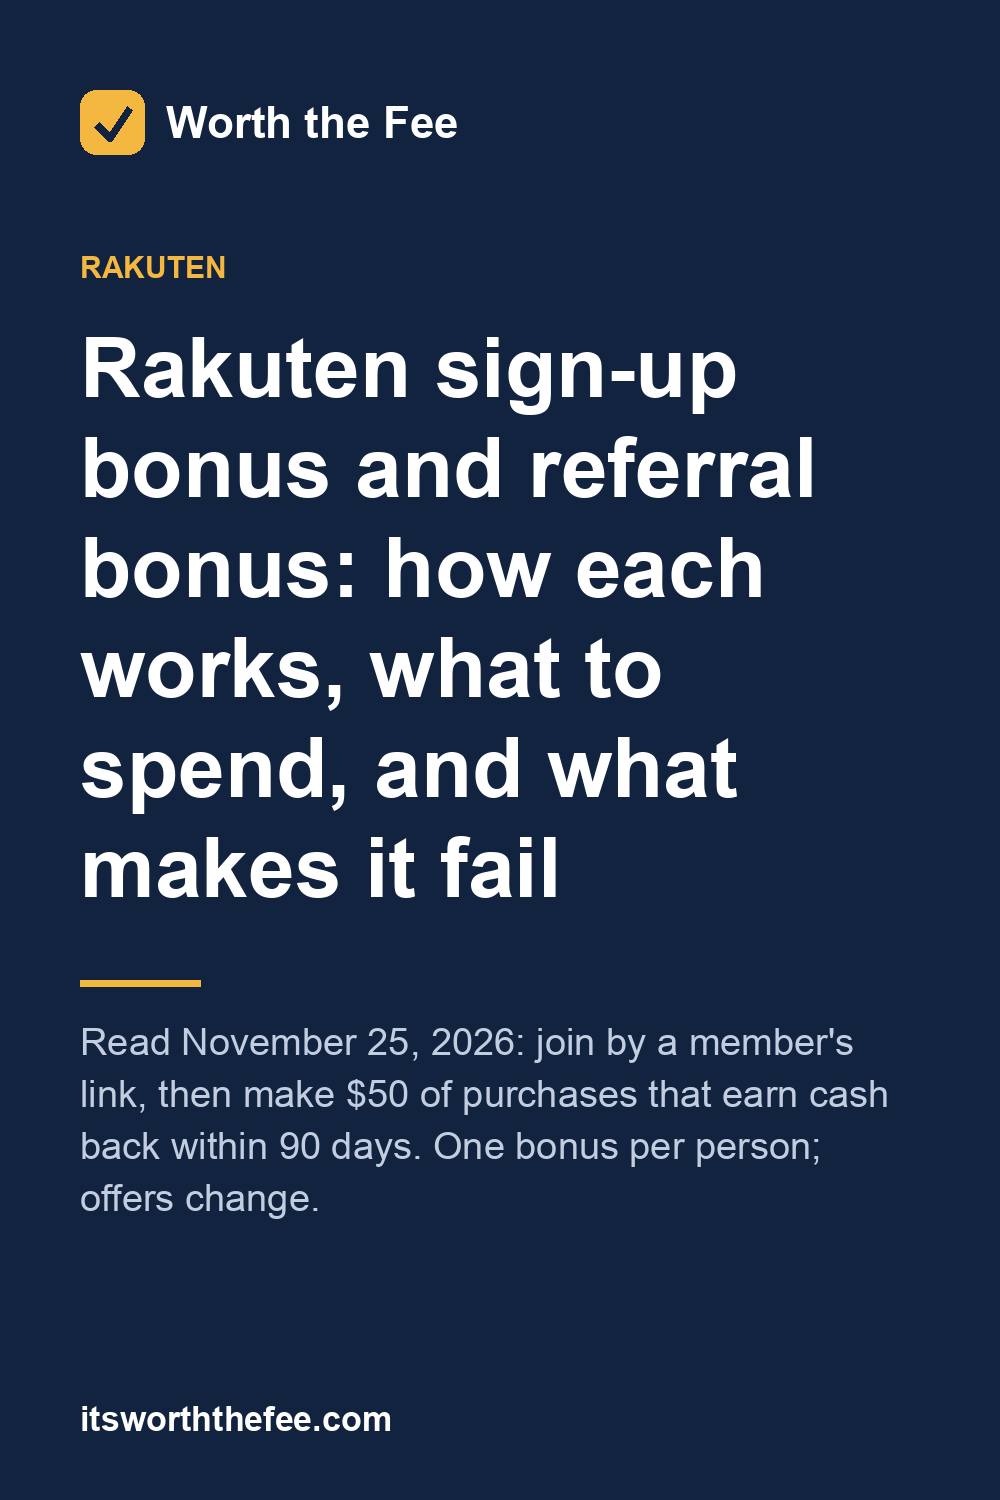 Worth the Fee
RAKUTEN
Rakuten sign-up
bonus and referral
bonus: how each
works, what to
spend, and what
makes it fail
Read November 25, 2026: join by a member's
link, then make $50 of purchases that earn cash
back within 90 days. One bonus per person;
offers change.
itsworththefee.com